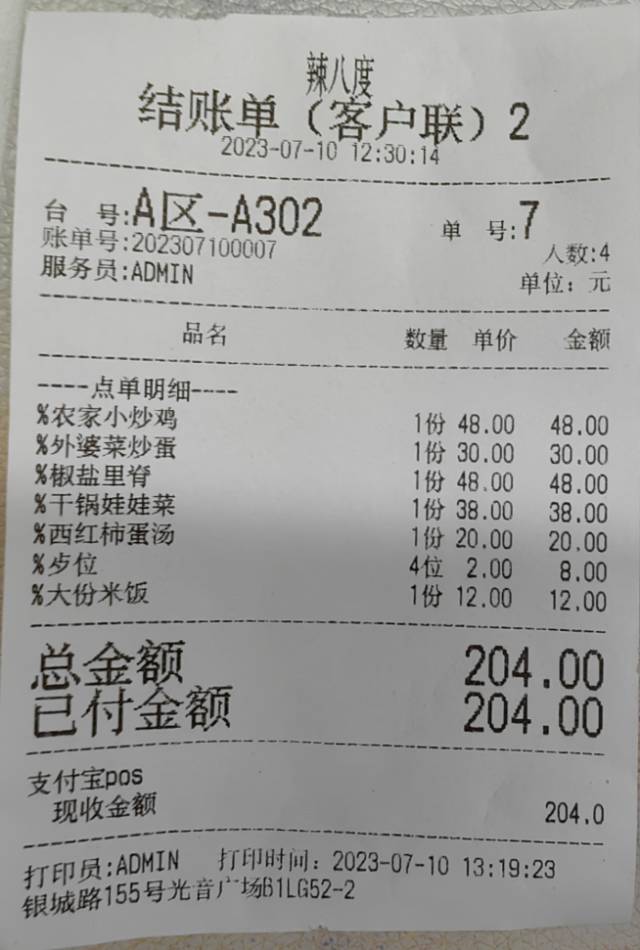 辣八度
结账单（客户联）2
2023-07-10 12:30:14
台 号:A区-A302 单 号:7
账单号:202307100007 人数:4
服务员:ADMIN 单位：元
品名 数量 单价 金额
----点单明细----
%农家小炒鸡 1份 48.00 48.00
%外婆菜炒蛋 1份 30.00 30.00
%椒盐里脊 1份 48.00 48.00
%干锅娃娃菜 1份 38.00 38.00
%西红柿蛋汤 1份 20.00 20.00
%歺位 4位 2.00 8.00
%大份米饭 1份 12.00 12.00
总金额 204.00
已付金额 204.00
支付宝pos
现收金额 204.0
打印员:ADMIN 打印时间：2023-07-10 13:19:23
银城路155号光音广场B1LG52-2